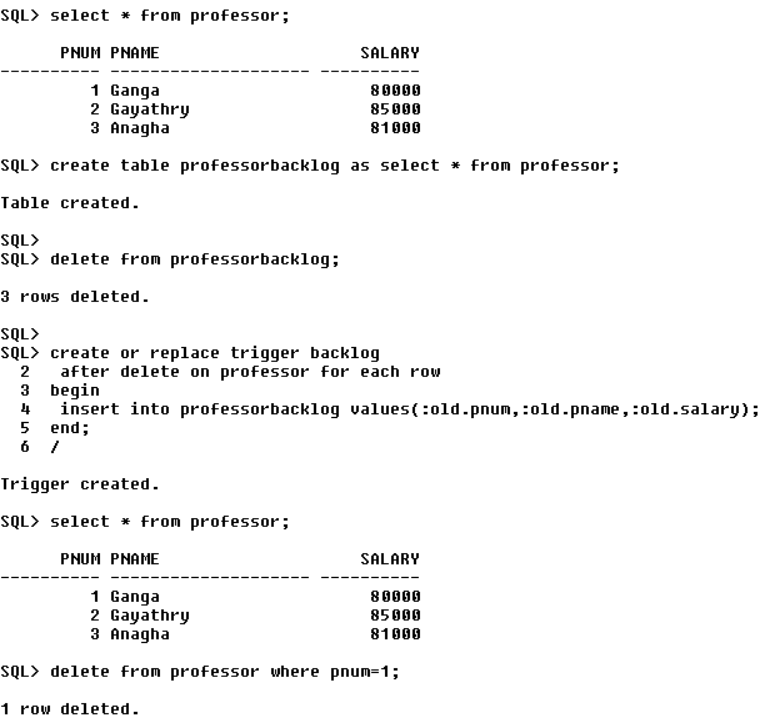 SQL> select * from professor;
      PNUM PNAME                    SALARY
---------- -------------------- ----------
         1 Ganga                     80000
         2 Gayathry                  85000
         3 Anagha                    81000
SQL> create table professorbacklog as select * from professor;
Table created.
SQL>
SQL> delete from professorbacklog;
3 rows deleted.
SQL>
SQL> create or replace trigger backlog
  2   after delete on professor for each row
  3  begin
  4   insert into professorbacklog values(:old.pnum,:old.pname,:old.salary);
  5  end;
  6  /
Trigger created.
SQL> select * from professor;
      PNUM PNAME                    SALARY
---------- -------------------- ----------
         1 Ganga                     80000
         2 Gayathry                  85000
         3 Anagha                    81000
SQL> delete from professor where pnum=1;
1 row deleted.